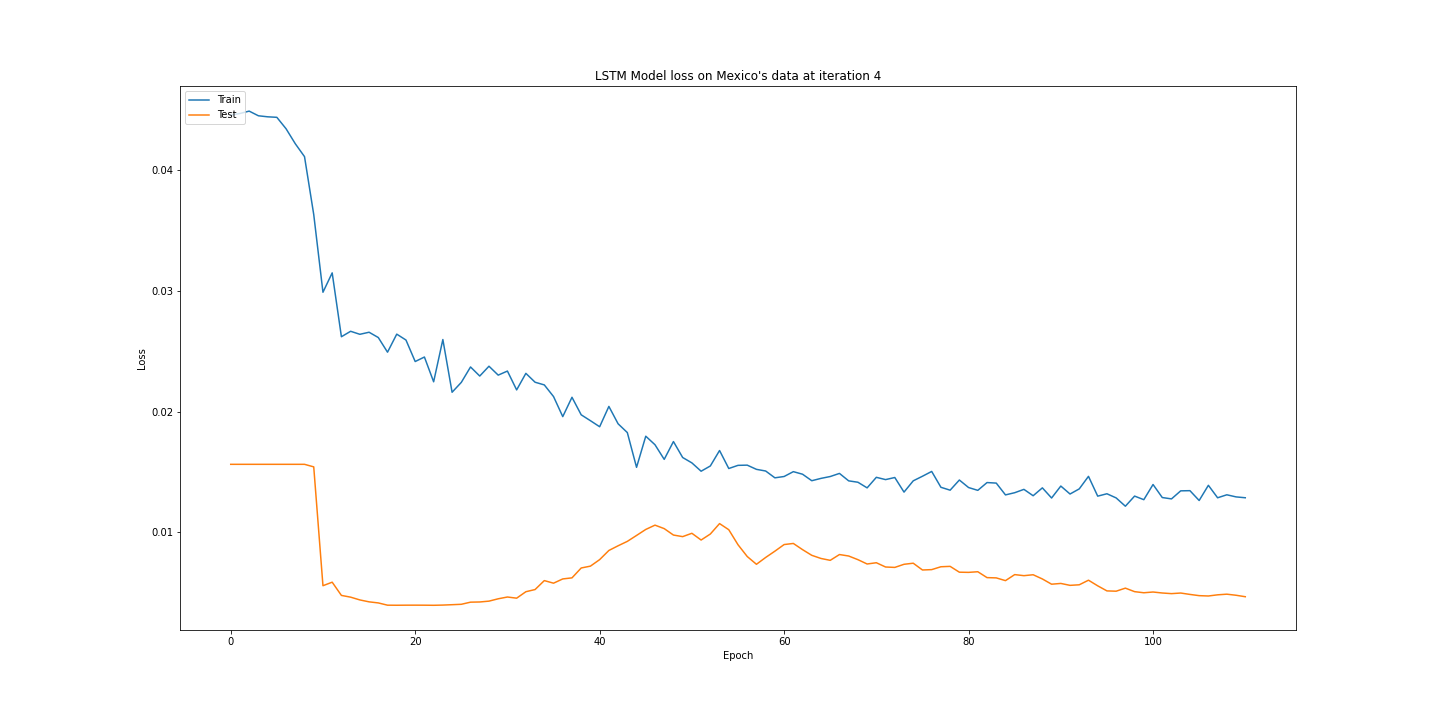 LSTM Model loss on Mexico's data at iteration 4
Train
Test
0.04
0.03
0.02
0.01
Loss
0 20 40 60 80 100
Epoch